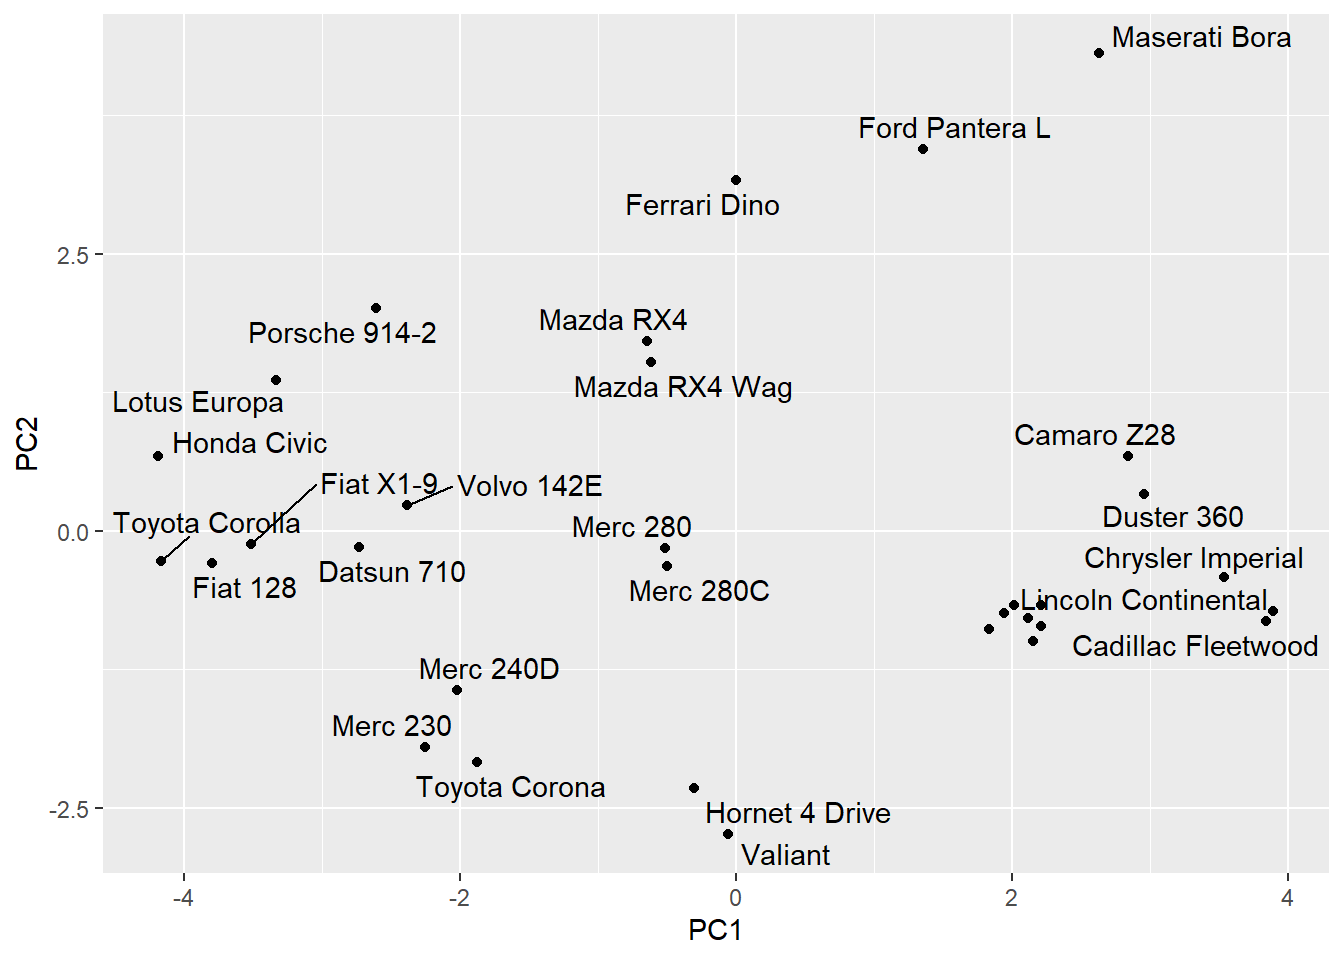 Maserati Bora
Ford Pantera L
Ferrari Dino
2.5
Porsche 914-2
Mazda RX4
Mazda RX4 Wag
Lotus Europa
Honda Civic
Camaro Z28
PC2
Fiat X1-9
Volvo 142E
Toyota Corolla
Merc 280
Duster 360
0.0
Chrysler Imperial
Fiat 128
Datsun 710
Merc 280C
Lincoln Continental
Cadillac Fleetwood
Merc 240D
Merc 230
Toyota Corona
-2.5
Hornet 4 Drive
Valiant
-4
-2
0
2
4
PC1